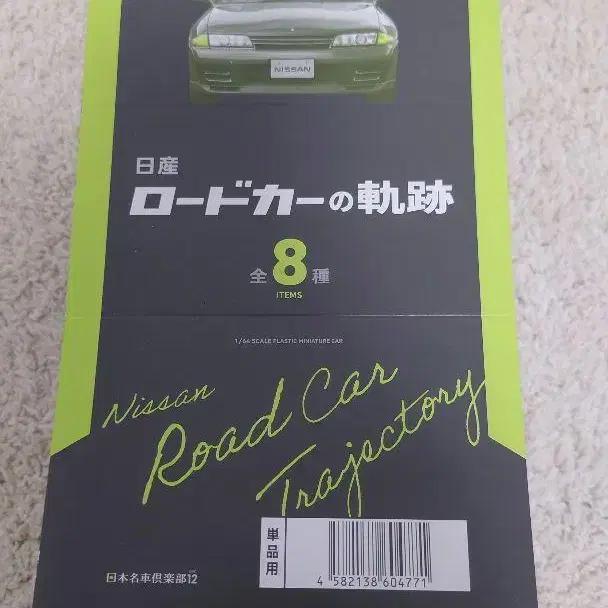 NISSAN
日産
ロードカーの軌跡
全8種
ITEMS
1/64 SCALE PLASTIC MINIATURE CAR
Nissan
Road Car
Trajectory
単品用
4 582138 604771
日本名車倶楽部12